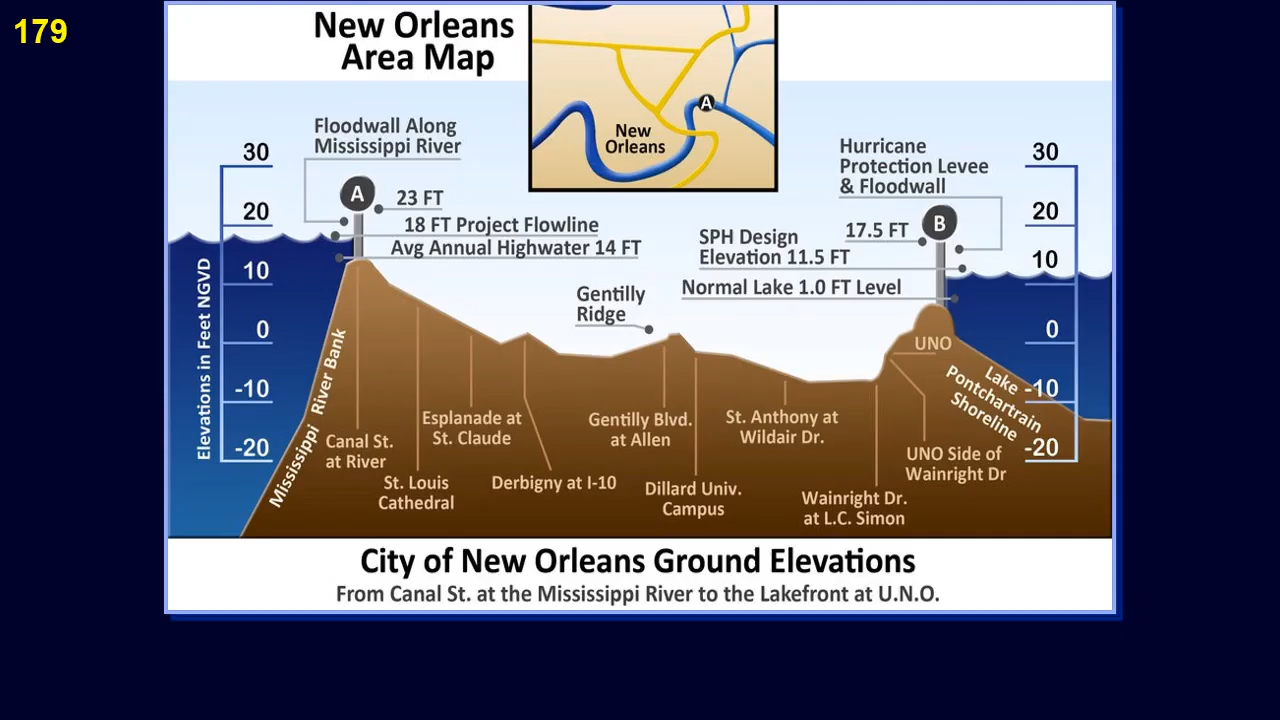 179
New Orleans
Area Map
A
New
Orleans
Floodwall Along
Mississippi River
A
23 FT
18 FT Project Flowline
Avg Annual Highwater 14 FT
Hurricane
Protection Levee
& Floodwall
B
17.5 FT
SPH Design
Elevation 11.5 FT
Normal Lake 1.0 FT Level
Gentilly
Ridge
Elevations in Feet NGVD
30
20
10
0
-10
-20
30
20
10
0
-10
-20
Mississippi River Bank
Canal St.
at River
St. Louis
Cathedral
Esplanade at
St. Claude
Derbigny at I-10
Gentilly Blvd.
at Allen
Dillard Univ.
Campus
St. Anthony at
Wildair Dr.
Wainright Dr.
at L.C. Simon
UNO
UNO Side of
Wainright Dr
Lake
Pontchartrain
Shoreline
City of New Orleans Ground Elevations
From Canal St. at the Mississippi River to the Lakefront at U.N.O.